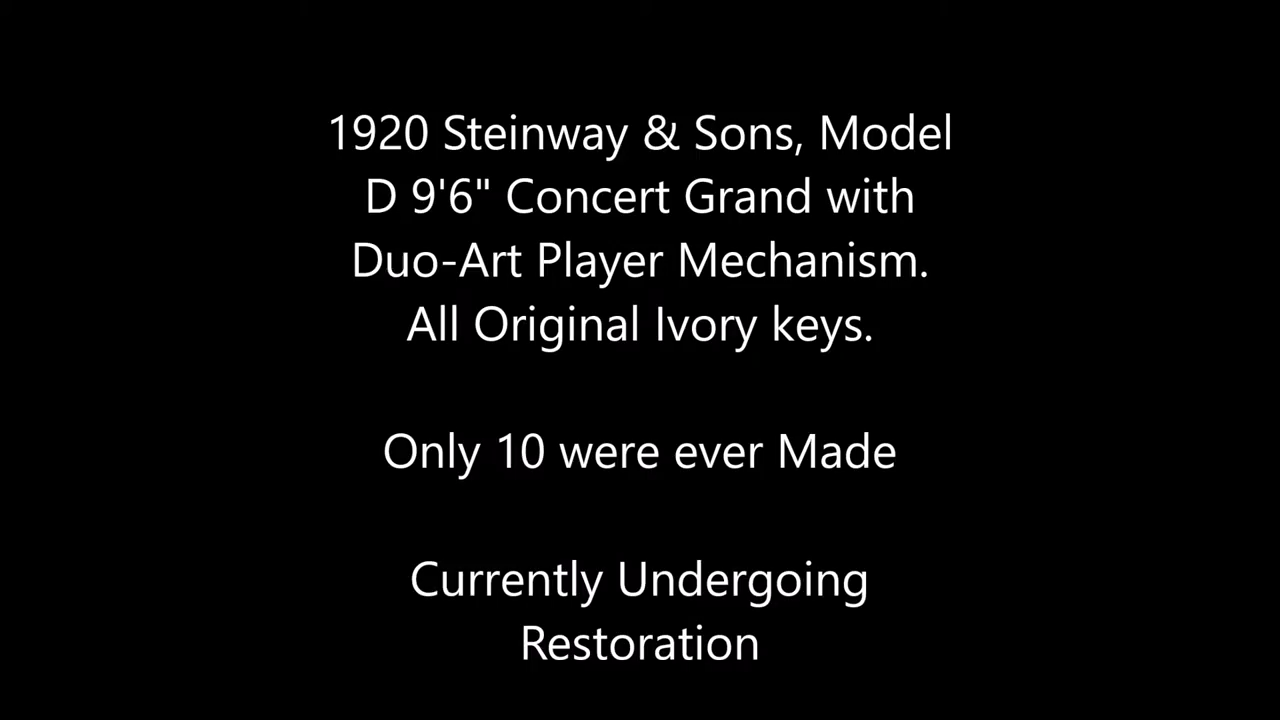 1920 Steinway & Sons, Model
D 9'6" Concert Grand with
Duo-Art Player Mechanism.
All Original Ivory keys.
Only 10 were ever Made
Currently Undergoing
Restoration